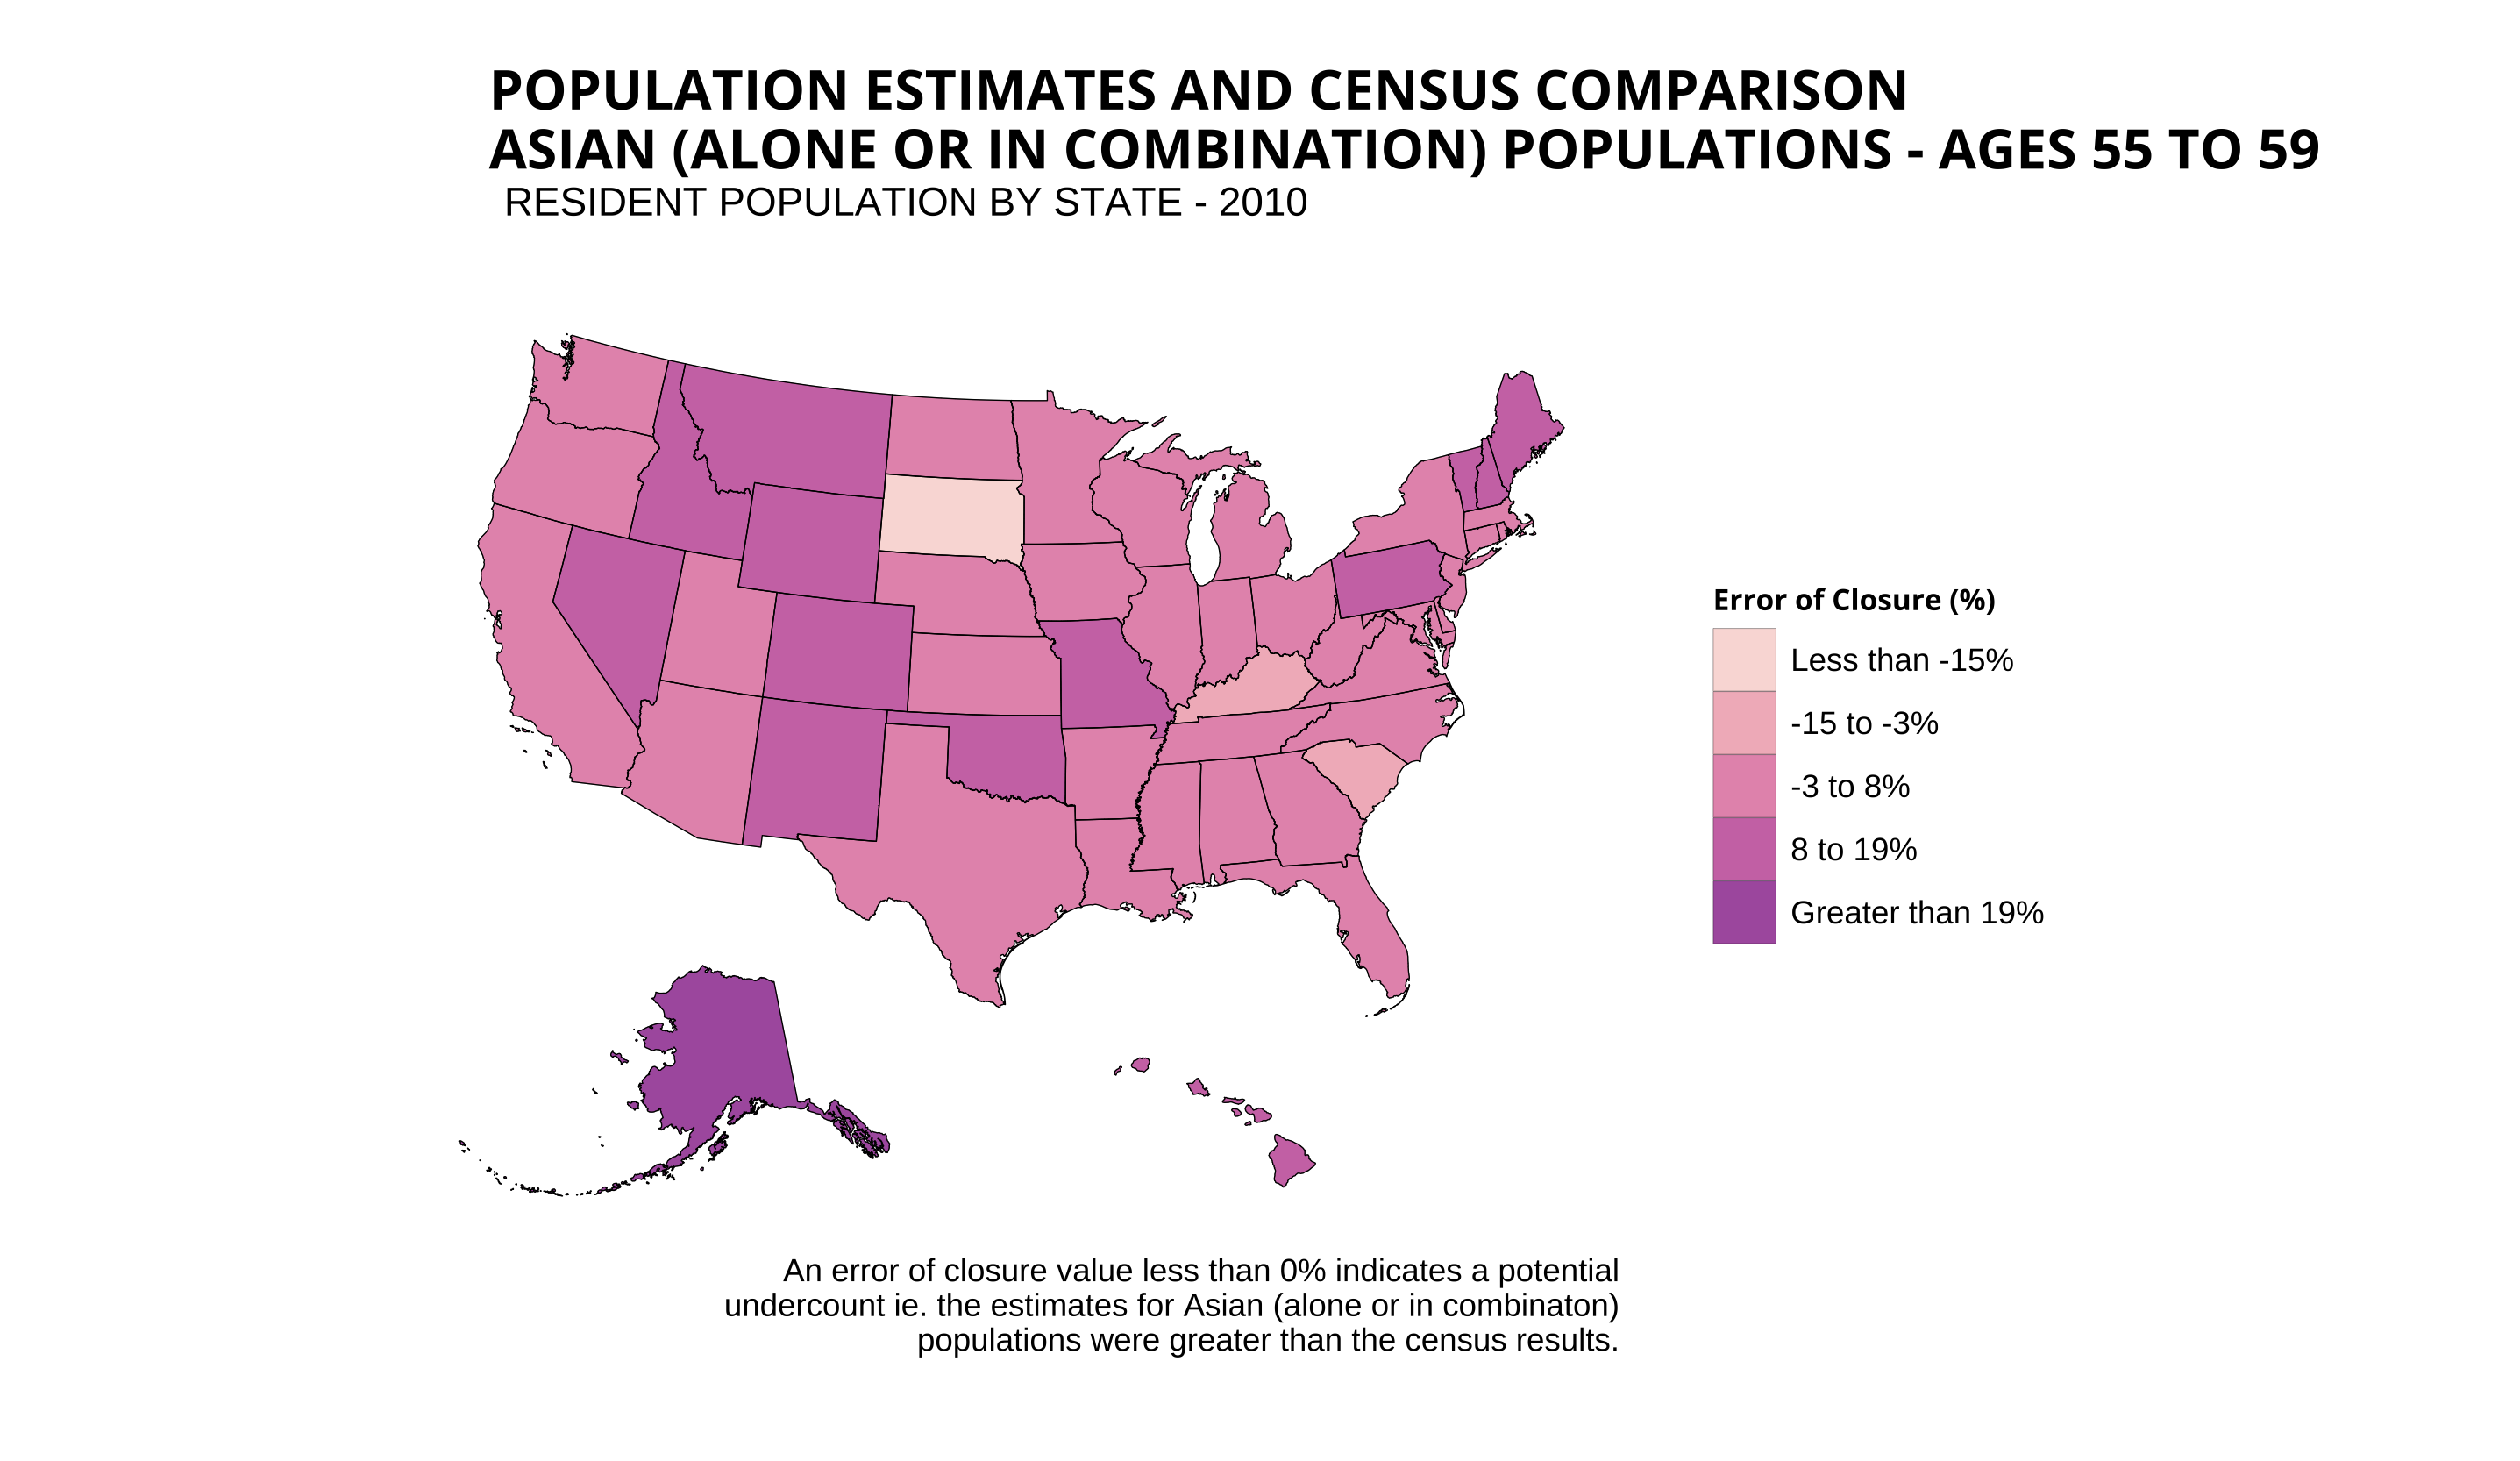 POPULATION ESTIMATES AND CENSUS COMPARISON
ASIAN (ALONE OR IN COMBINATION) POPULATIONS - AGES 55 TO 59
RESIDENT POPULATION BY STATE - 2010
Error of Closure (%)
Less than -15%
-15 to -3%
-3 to 8%
8 to 19%
Greater than 19%
An error of closure value less than 0% indicates a potential
undercount ie. the estimates for Asian (alone or in combinaton)
populations were greater than the census results.